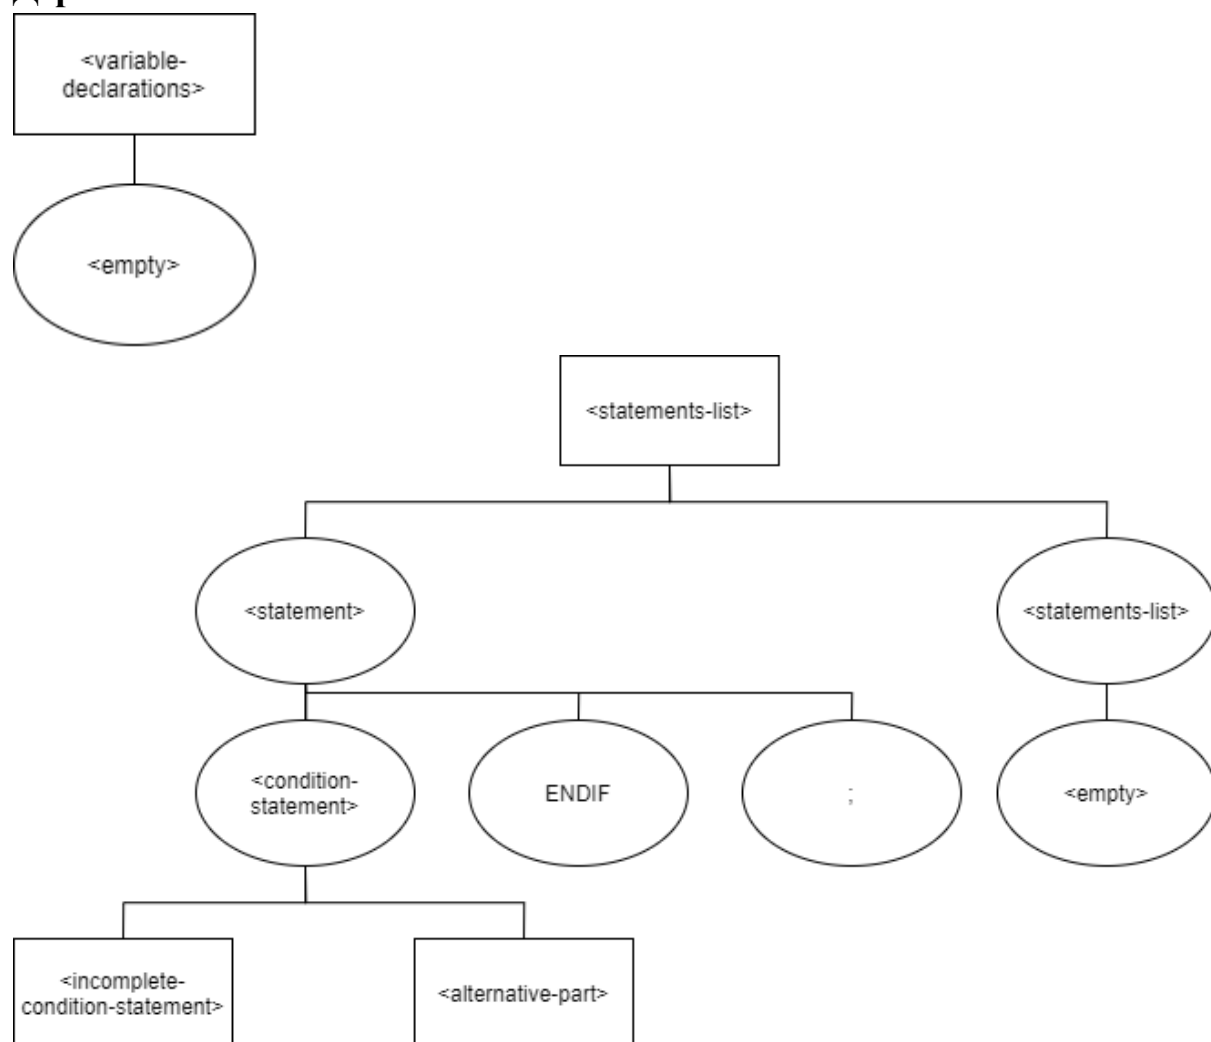 <variable-
declarations>
<empty>
<statements-list>
<statement>
<statements-list>
<condition-
statement>
ENDIF
;
<empty>
<incomplete-
condition-statement>
<alternative-part>